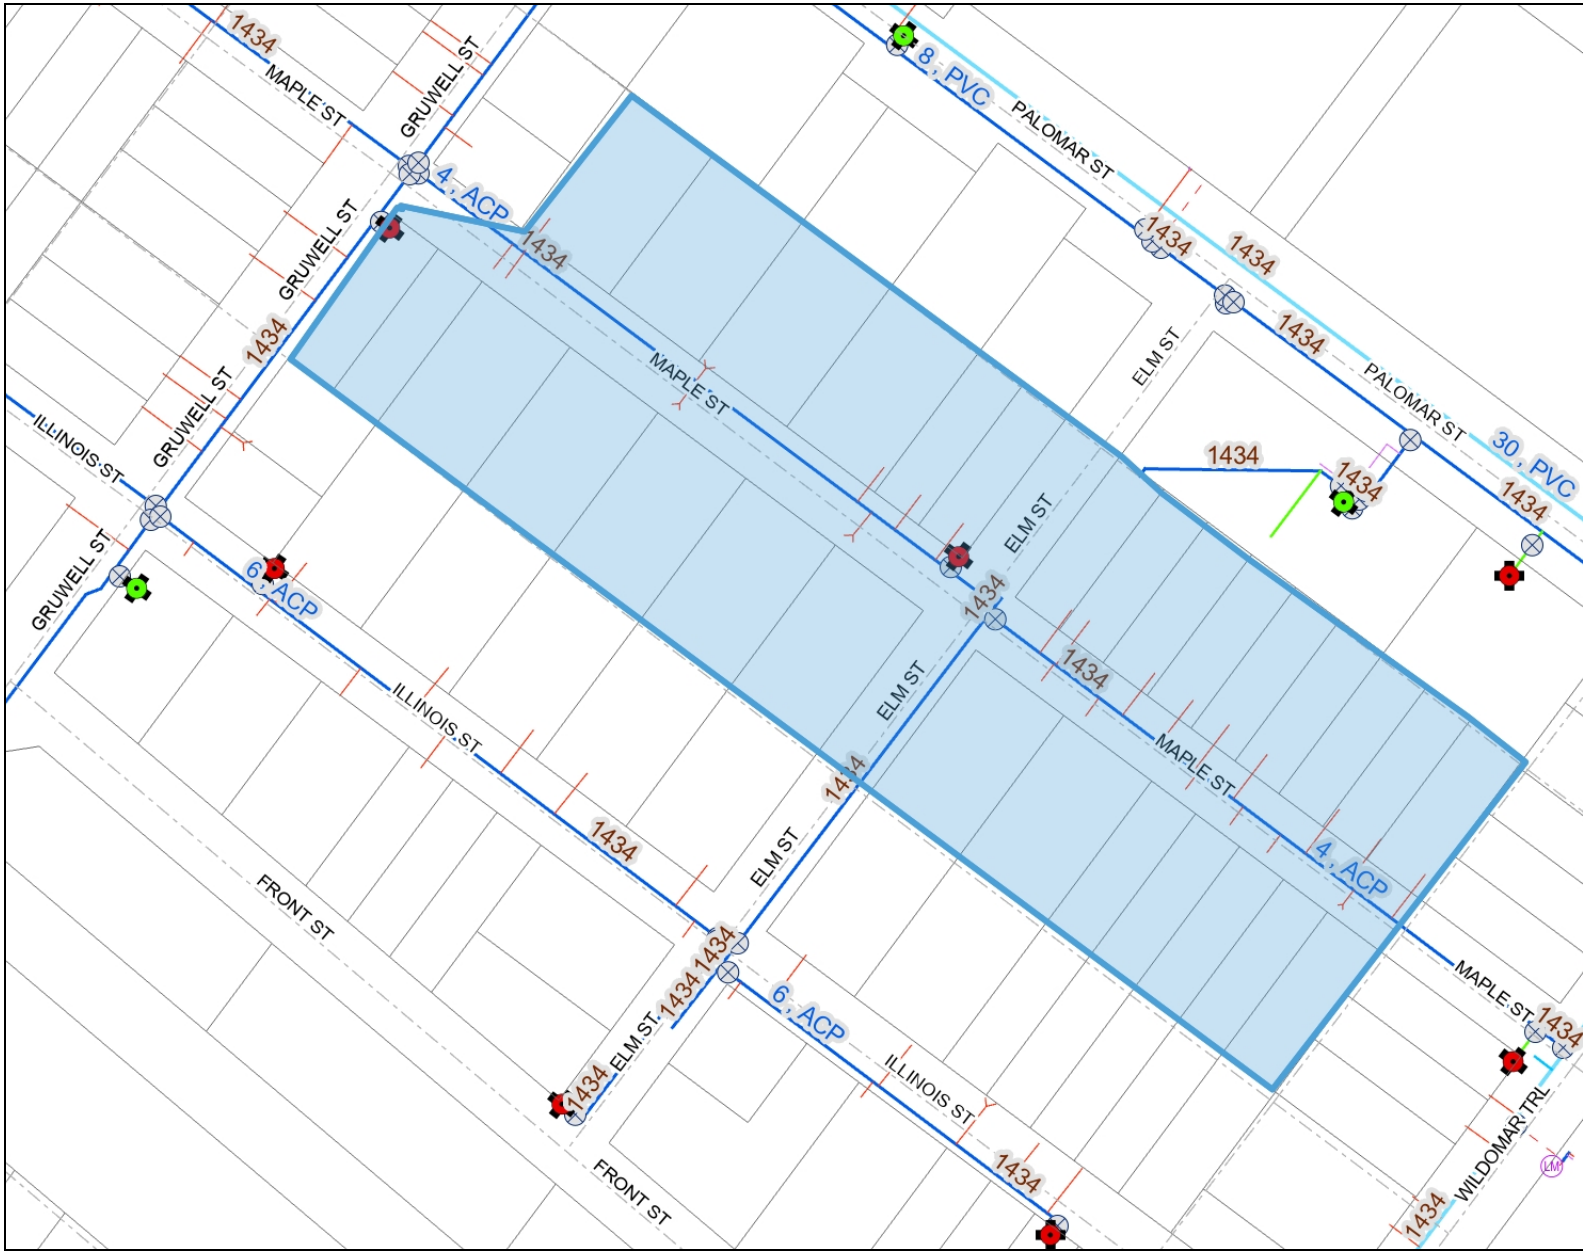 1434
MAPLE ST
GRUWELL ST
8 , PVC
PALOMAR ST
4, ACP
GRUWELL ST
1434
1434
1434
1434
1434
ELM ST
MAPLE ST
PALOMAR ST
GRUWELL ST
ILLINOIS ST
1434
1434
30 , PVC
1434
ELM ST
GRUWELL ST
6, ACP
1434
1434
ELM ST
ILLINOIS ST
MAPLE ST
1434
1434
ELM ST
4, ACP
FRONT ST
1434
1434
6, ACP
MAPLE ST
1434
ELM ST
1434
ILLINOIS ST
WIDOMAR TRL
LM
1434
FRONT ST
1434